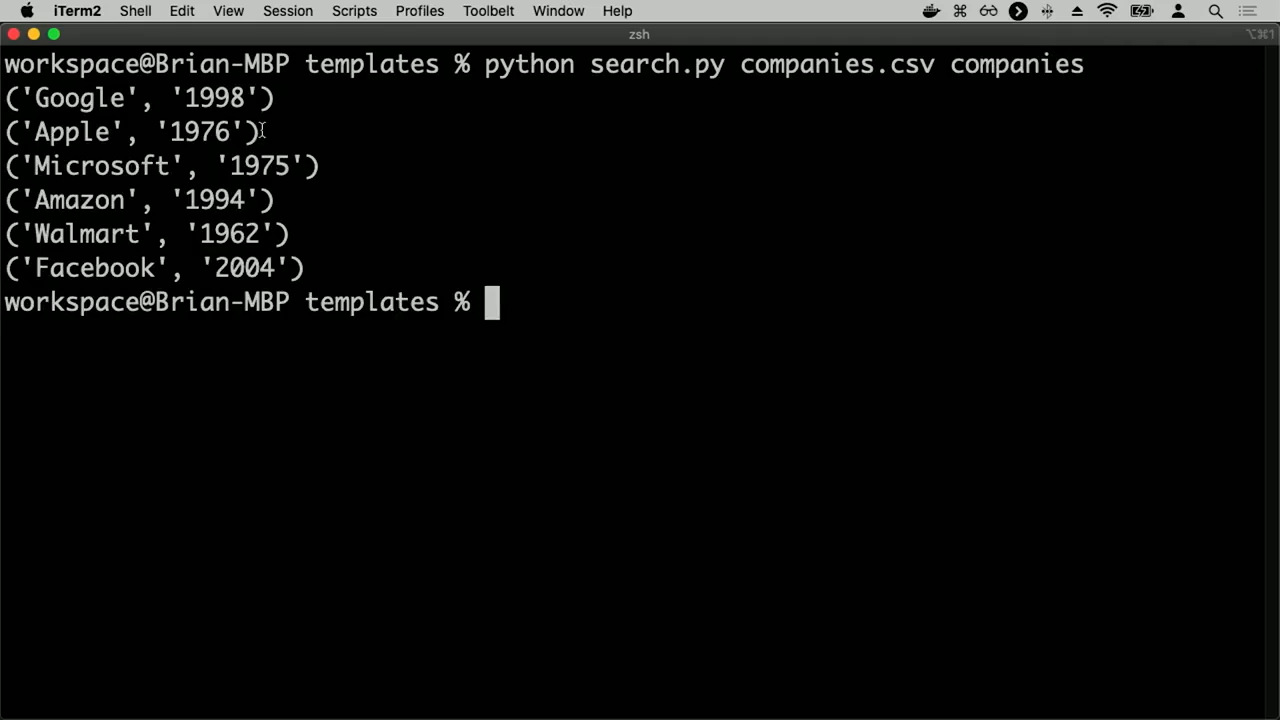 iTerm2 Shell Edit View Session Scripts Profiles Toolbelt Window Help
zsh ⌥⌘1
workspace@Brian-MBP templates % python search.py companies.csv companies
('Google', '1998')
('Apple', '1976')
('Microsoft', '1975')
('Amazon', '1994')
('Walmart', '1962')
('Facebook', '2004')
workspace@Brian-MBP templates %